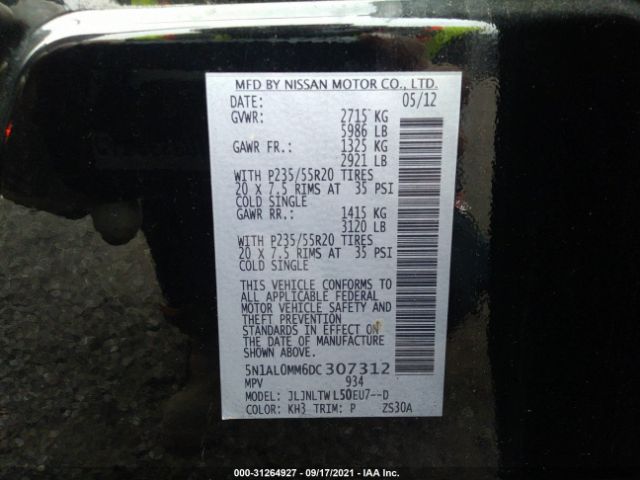 MFD BY NISSAN MOTOR CO., LTD.
DATE: 05/12
GVWR: 2715 KG
5986 LB
GAWR FR.: 1325 KG
2921 LB
WITH P235/55R20 TIRES
20 X 7.5 RIMS AT 35 PSI
COLD SINGLE
GAWR RR.: 1415 KG
3120 LB
WITH P235/55R20 TIRES
20 X 7.5 RIMS AT 35 PSI
COLD SINGLE
THIS VEHICLE CONFORMS TO
ALL APPLICABLE FEDERAL
MOTOR VEHICLE SAFETY AND
THEFT PREVENTION
STANDARDS IN EFFECT ON
THE DATE OF MANUFACTURE
SHOWN ABOVE.
5N1AL0MM6DC307312
MPV 934
MODEL: JLJNLTWL50EU7--D
COLOR: KH3 TRIM: P ZS30A
000-31264927 - 09/17/2021 - IAA Inc.